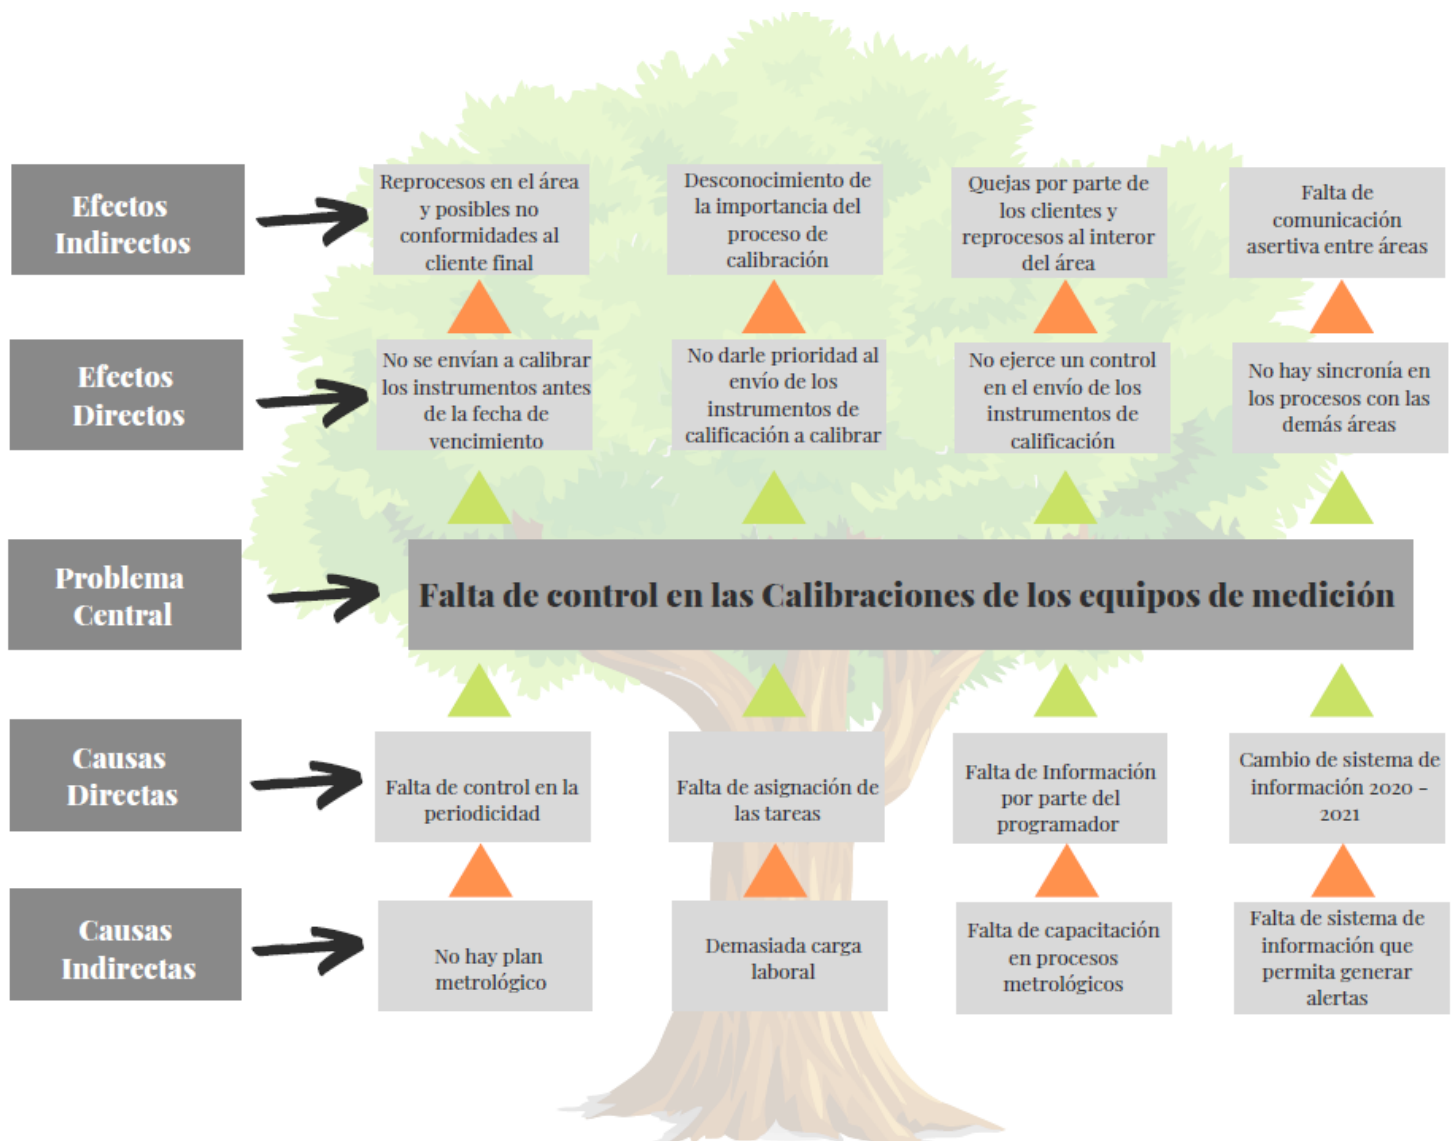 Efectos
Indirectos
Reprocesos en el área
y posibles no
conformidades al
cliente final
Desconocimiento de
la importancia del
proceso de
calibración
Quejas por parte de
los clientes y
reprocesos al interor
del área
Falta de
comunicación
asertiva entre áreas
Efectos
Directos
No se envían a calibrar
los instrumentos antes
de la fecha de
vencimiento
No darle prioridad al
envío de los
instrumentos de
calificación a calibrar
No ejerce un control
en el envío de los
instrumentos de
calificación
No hay sincronía en
los procesos con las
demás áreas
Problema
Central
Falta de control en las Calibraciones de los equipos de medición
Causas
Directas
Falta de control en la
periodicidad
Falta de asignación de
las tareas
Falta de Información
por parte del
programador
Cambio de sistema de
información 2020 -
2021
Causas
Indirectas
No hay plan
metrológico
Demasiada carga
laboral
Falta de capacitación
en procesos
metrológicos
Falta de sistema de
información que
permita generar
alertas